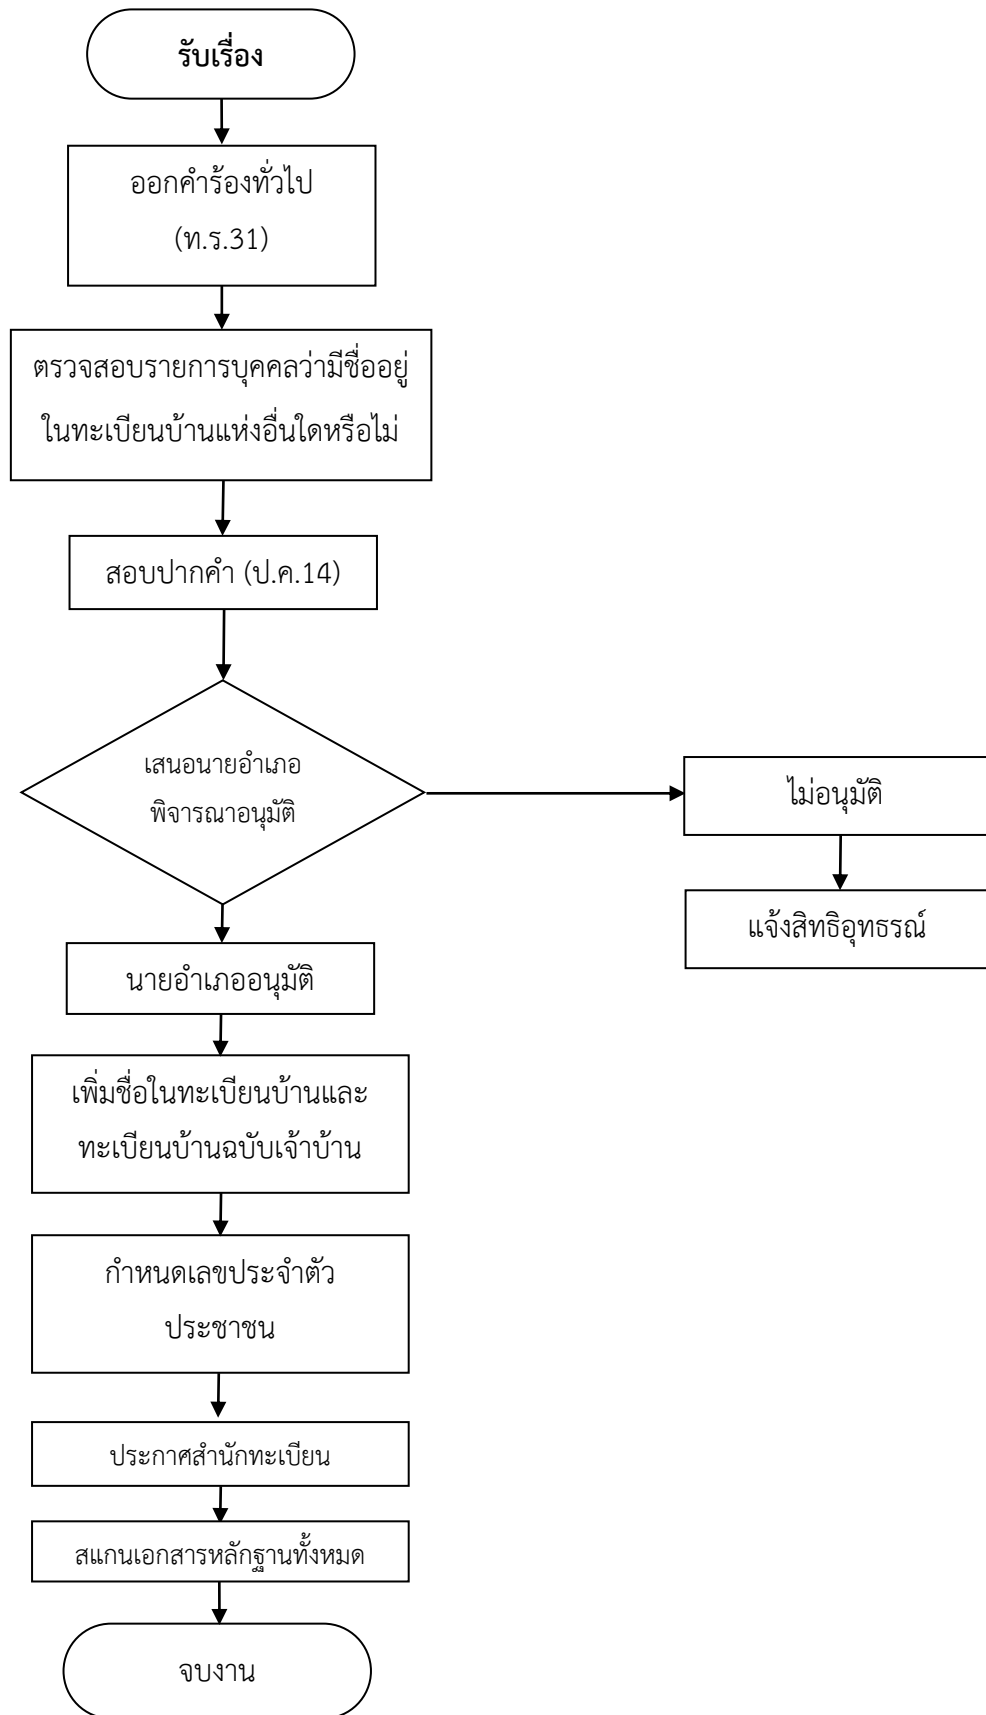 รับเรื่อง
ออกคำร้องทั่วไป
(ท.ร.31)
ตรวจสอบรายการบุคคลว่ามีชื่ออยู่
ในทะเบียนบ้านแห่งอื่นใดหรือไม่
สอบปากคำ (ป.ค.14)
เสนอนายอำเภอ
พิจารณาอนุมัติ
ไม่อนุมัติ
แจ้งสิทธิอุทธรณ์
นายอำเภออนุมัติ
เพิ่มชื่อในทะเบียนบ้านและ
ทะเบียนบ้านฉบับเจ้าบ้าน
กำหนดเลขประจำตัว
ประชาชน
ประกาศสำนักทะเบียน
สแกนเอกสารหลักฐานทั้งหมด
จบงาน